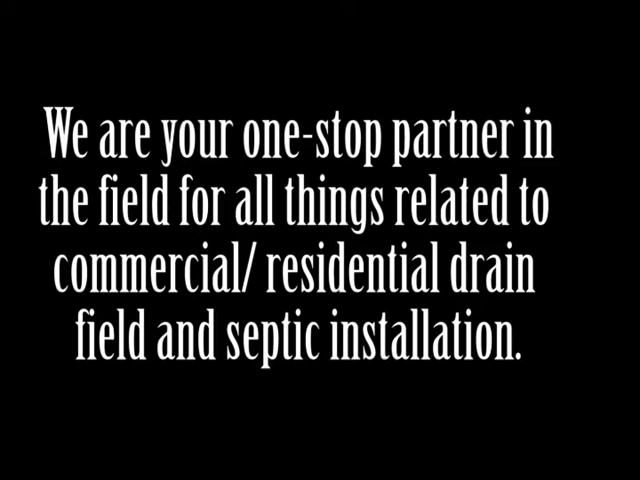 We are your one-stop partner in
the field for all things related to
commercial/ residential drain
field and septic installation.